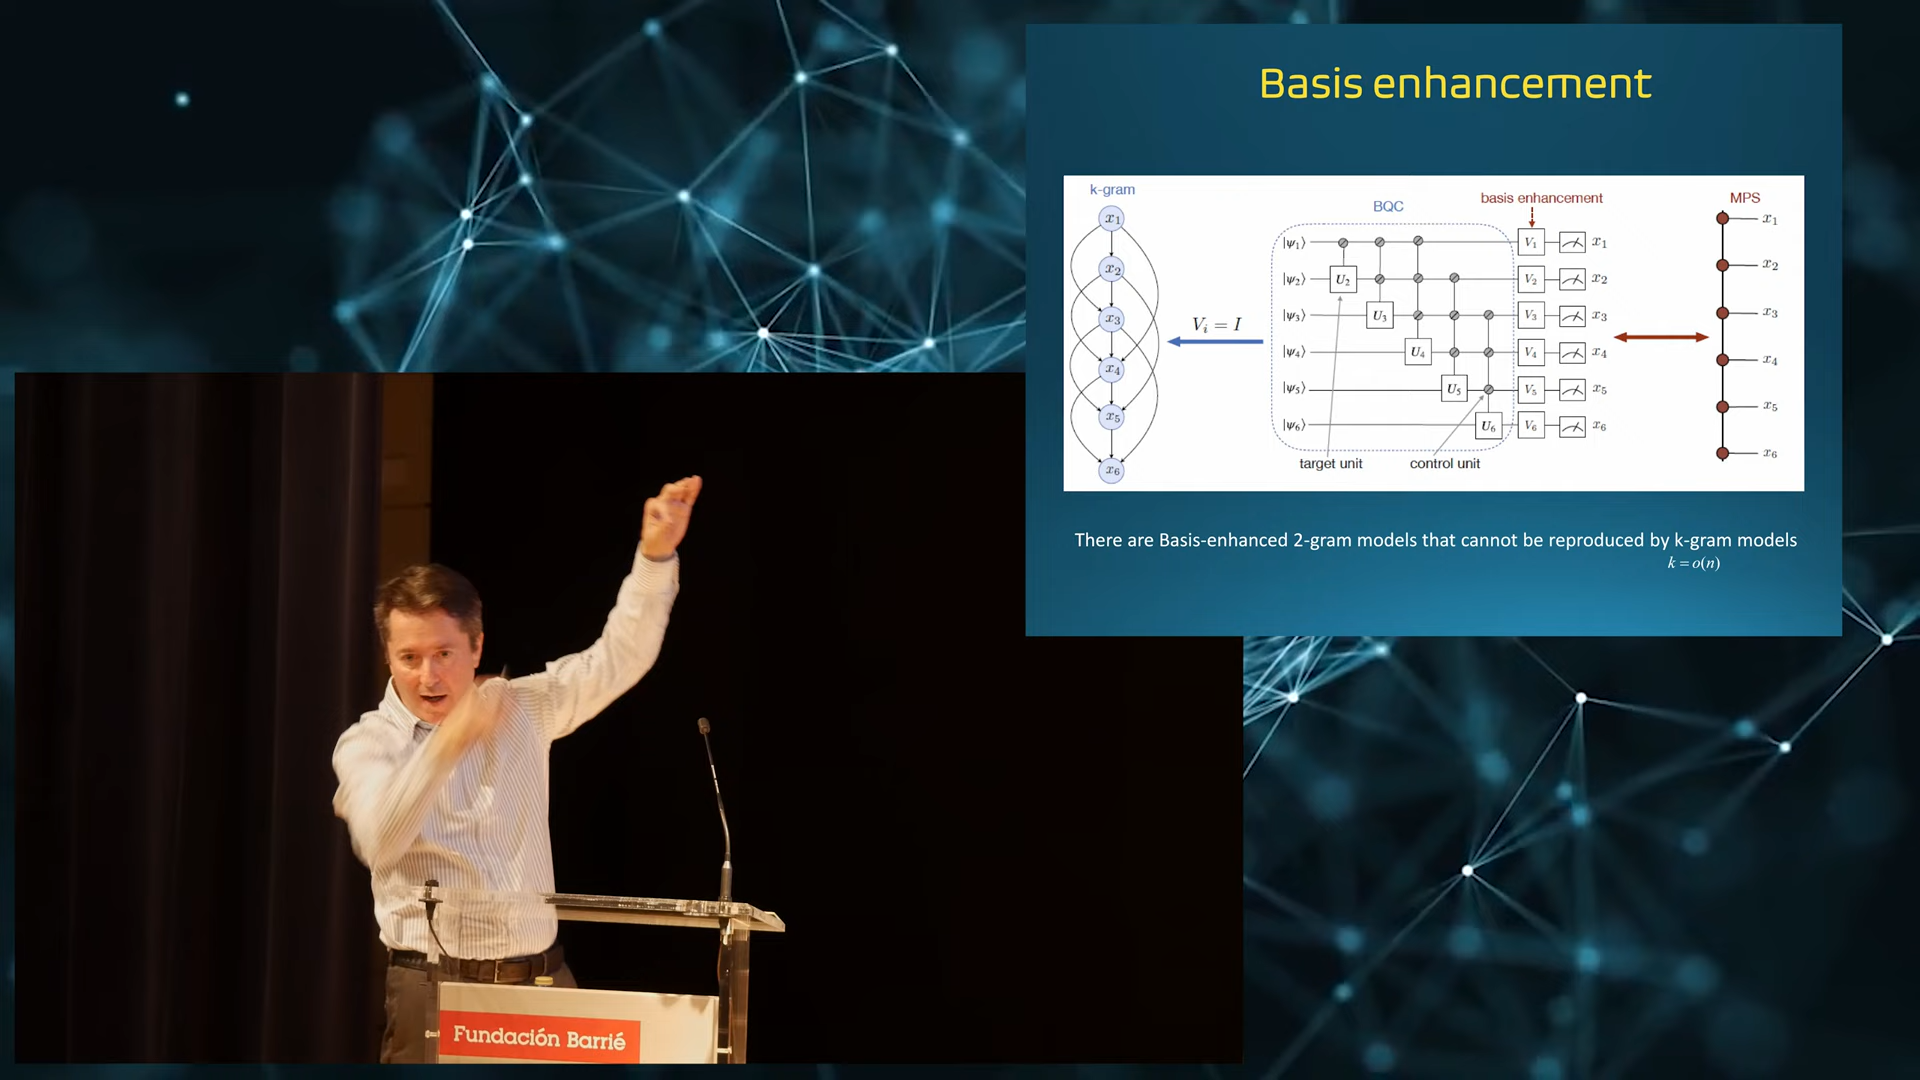 Basis enhancement
k-gram
x1
x2
x3
x4
x5
x6
Vi = I
BQC
basis enhancement
|ψ1⟩
|ψ2⟩
|ψ3⟩
|ψ4⟩
|ψ5⟩
|ψ6⟩
U2
U3
U4
U5
U6
V1
V2
V3
V4
V5
V6
x1
x2
x3
x4
x5
x6
target unit
control unit
MPS
x1
x2
x3
x4
x5
x6
There are Basis-enhanced 2-gram models that cannot be reproduced by k-gram models
k = o(n)
Fundación Barrié